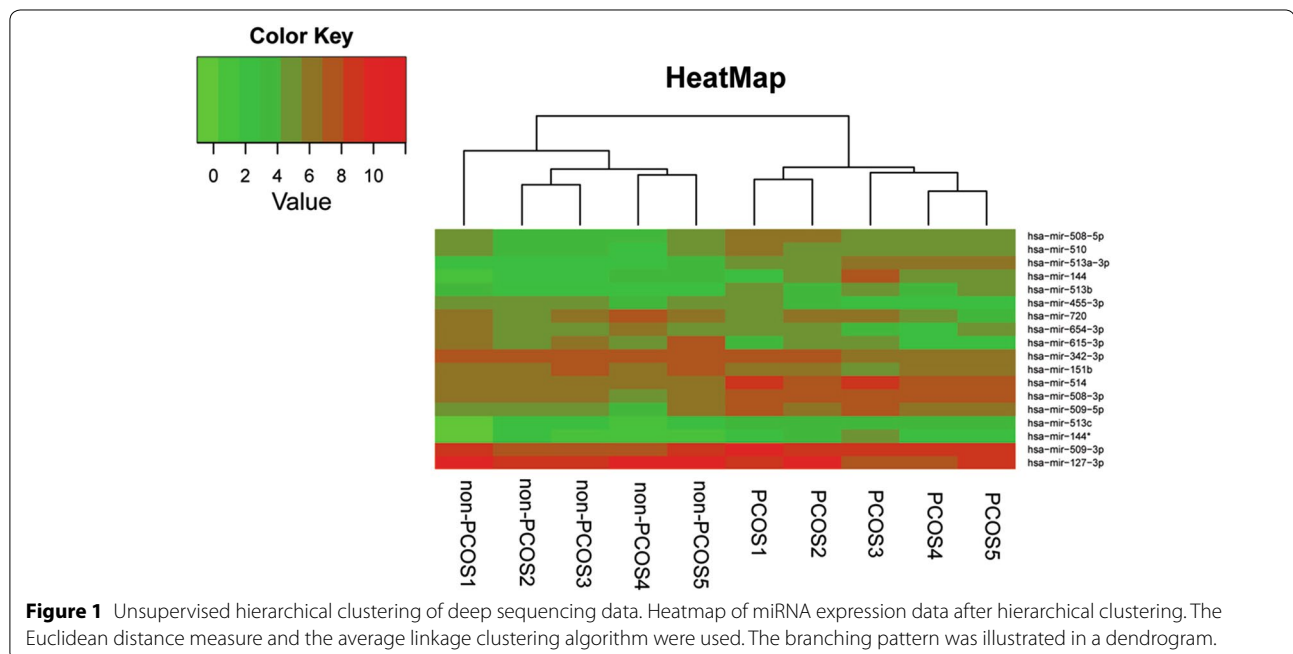 Color Key
0 2 4 6 8 10
Value
HeatMap
hsa-mir-508-5p
hsa-mir-510
hsa-mir-513a-3p
hsa-mir-144
hsa-mir-513b
hsa-mir-455-3p
hsa-mir-720
hsa-mir-654-3p
hsa-mir-615-3p
hsa-mir-342-3p
hsa-mir-151b
hsa-mir-514
hsa-mir-508-3p
hsa-mir-509-5p
hsa-mir-513c
hsa-mir-144*
hsa-mir-509-3p
hsa-mir-127-3p
non-PCOS1
non-PCOS2
non-PCOS3
non-PCOS4
non-PCOS5
PCOS1
PCOS2
PCOS3
PCOS4
PCOS5
Figure 1 Unsupervised hierarchical clustering of deep sequencing data. Heatmap of miRNA expression data after hierarchical clustering. The
Euclidean distance measure and the average linkage clustering algorithm were used. The branching pattern was illustrated in a dendrogram.